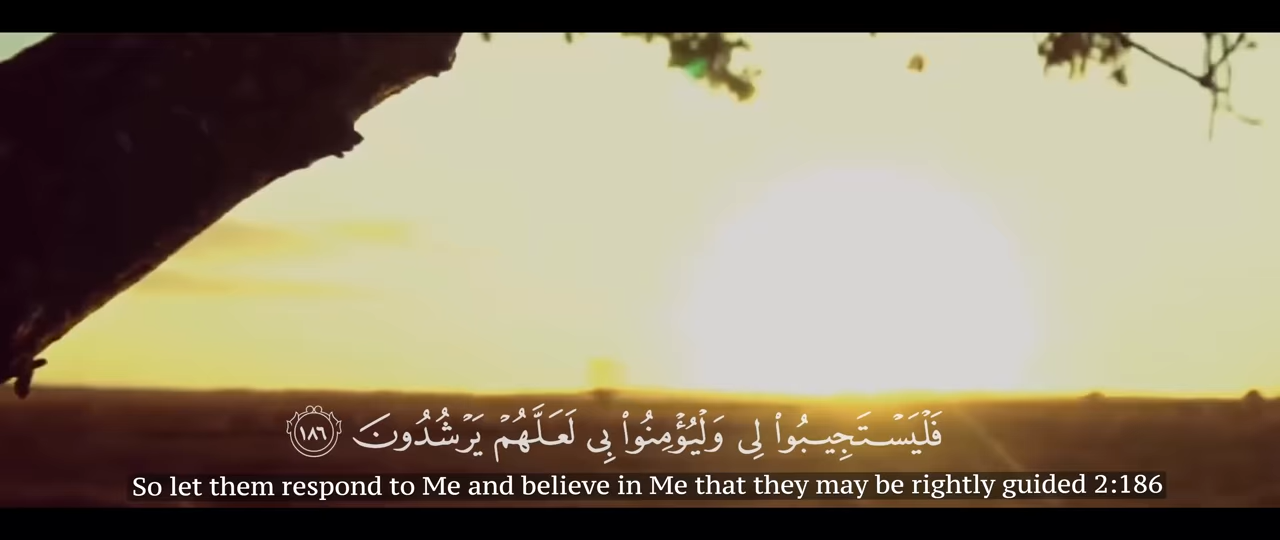 فَلْيَسْتَجِيبُوا۟ لِى وَلْيُؤْمِنُوا۟ بِى لَعَلَّهُمْ يَرْشُدُونَ ١٨٦
So let them respond to Me and believe in Me that they may be rightly guided 2:186